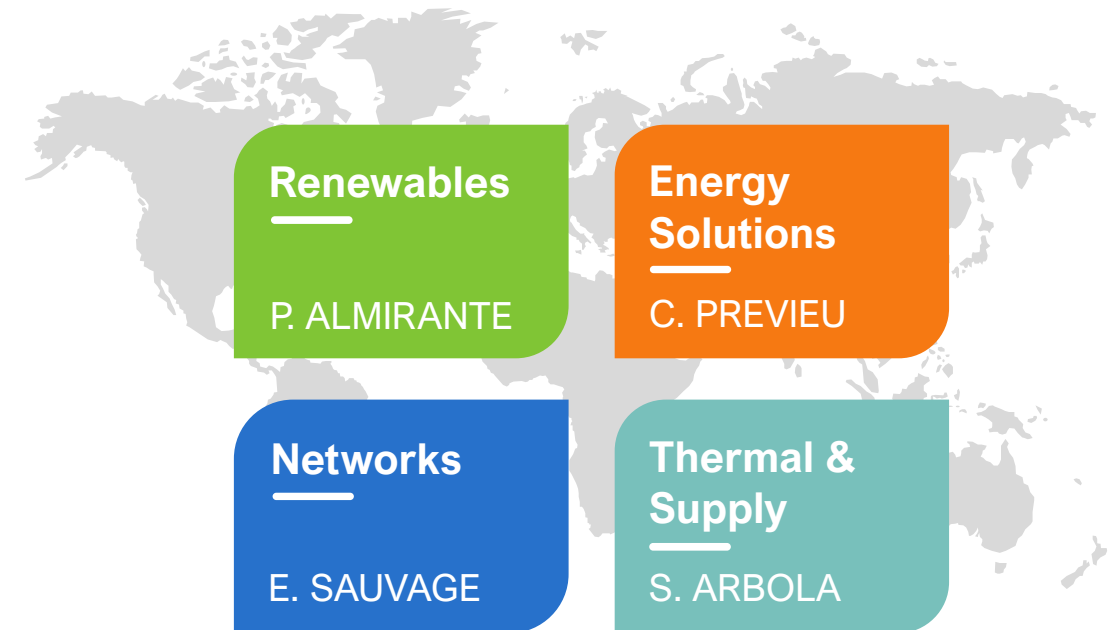 Renewables
P. ALMIRANTE
Energy
Solutions
C. PREVIEU
Networks
E. SAUVAGE
Thermal &
Supply
S. ARBOLA